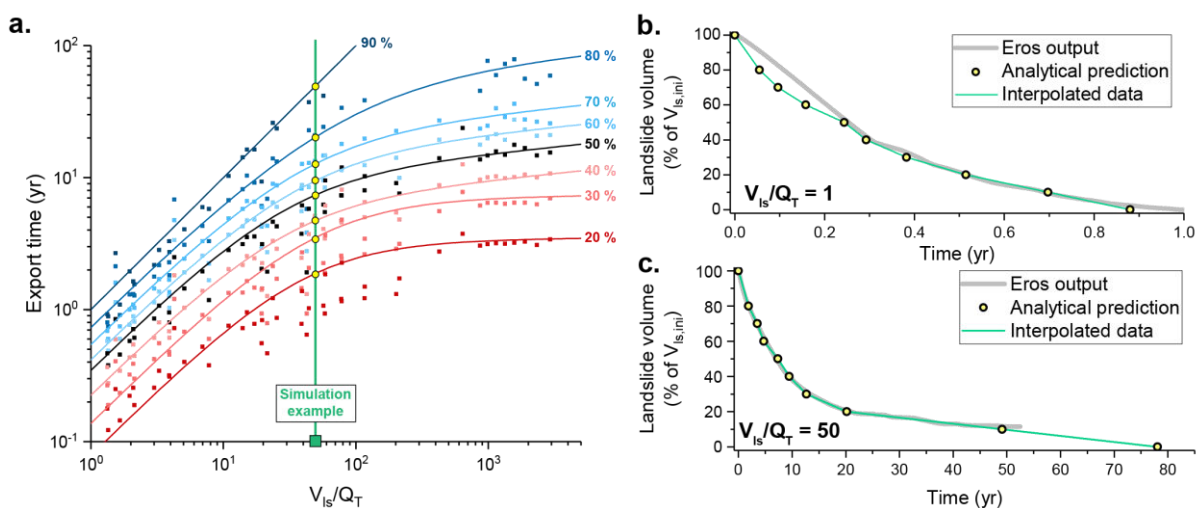 a.
Export time (yr)
10²
10¹
10⁰
10⁻¹
90 %
80 %
70 %
60 %
50 %
40 %
30 %
20 %
Simulation
example
10⁰ 10¹ 10² 10³
V_ls/Q_T
b.
Landslide volume
(% of V_ls,ini)
100
80
60
40
20
0
Eros output
Analytical prediction
Interpolated data
V_ls/Q_T = 1
0.0 0.2 0.4 0.6 0.8 1.0
Time (yr)
c.
Landslide volume
(% of V_ls,ini)
100
80
60
40
20
0
Eros output
Analytical prediction
Interpolated data
V_ls/Q_T = 50
0 10 20 30 40 50 60 70 80
Time (yr)